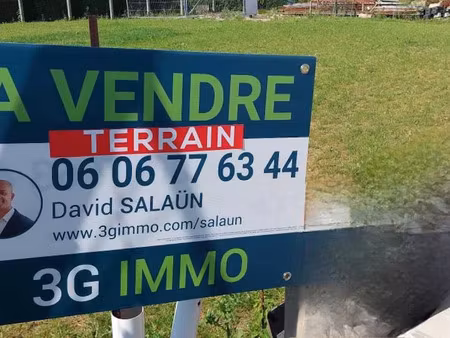 A VENDRE
TERRAIN
06 06 77 63 44
David SALAÜN
www.3gimmo.com/salaun
3G IMMO